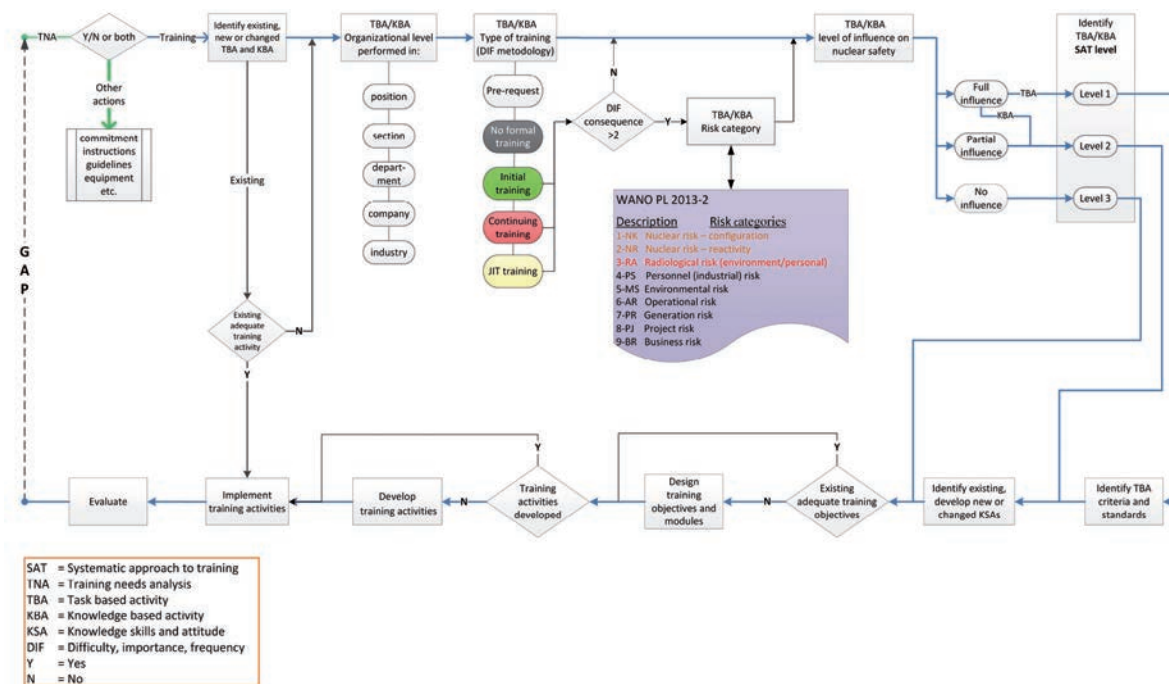 TNA
Y/N or both
Training
Identify existing,
new or changed
TBA and KBA
TBA/KBA
Organizational level
performed in:
TBA/KBA
Type of training
(DIF metodology)
TBA/KBA
level of influence on
nuclear safety
Identify
TBA/KBA
SAT level
Other
actions
commitment
instructions
guidelines
equipment
etc.
Existing
position
section
depart-
ment
company
industry
Pre-request
No formal
training
Initial
training
Continuing
training
JIT training
N
DIF
consequence
>2
Y
TBA/KBA
Risk category
Full
influence
TBA
KBA
Level 1
Partial
influence
Level 2
No
influence
Level 3
WANO PL 2013-2
Description Risk categories
1-NK Nuclear risk – configuration
2-NR Nuclear risk – reactivity
3-RA Radiological risk (environment/personal)
4-PS Personnel (industrial) risk
5-MS Environmental risk
6-AR Operational risk
7-PR Generation risk
8-PJ Project risk
9-BR Business risk
G
A
P
Existing
adequate
training
activity
N
Y
Evaluate
Implement
training activities
Develop
training activities
N
Y
Training
activities
developed
Design
training
objectives
and modules
N
Y
Existing
adequate training
objectives
Identify existing,
develop new or
changed KSAs
Identify TBA
criteria and
standards
SAT = Systematic approach to training
TNA = Training needs analysis
TBA = Task based activity
KBA = Knowledge based activity
KSA = Knowledge skills and attitude
DIF = Difficulty, importance, frequency
Y = Yes
N = No